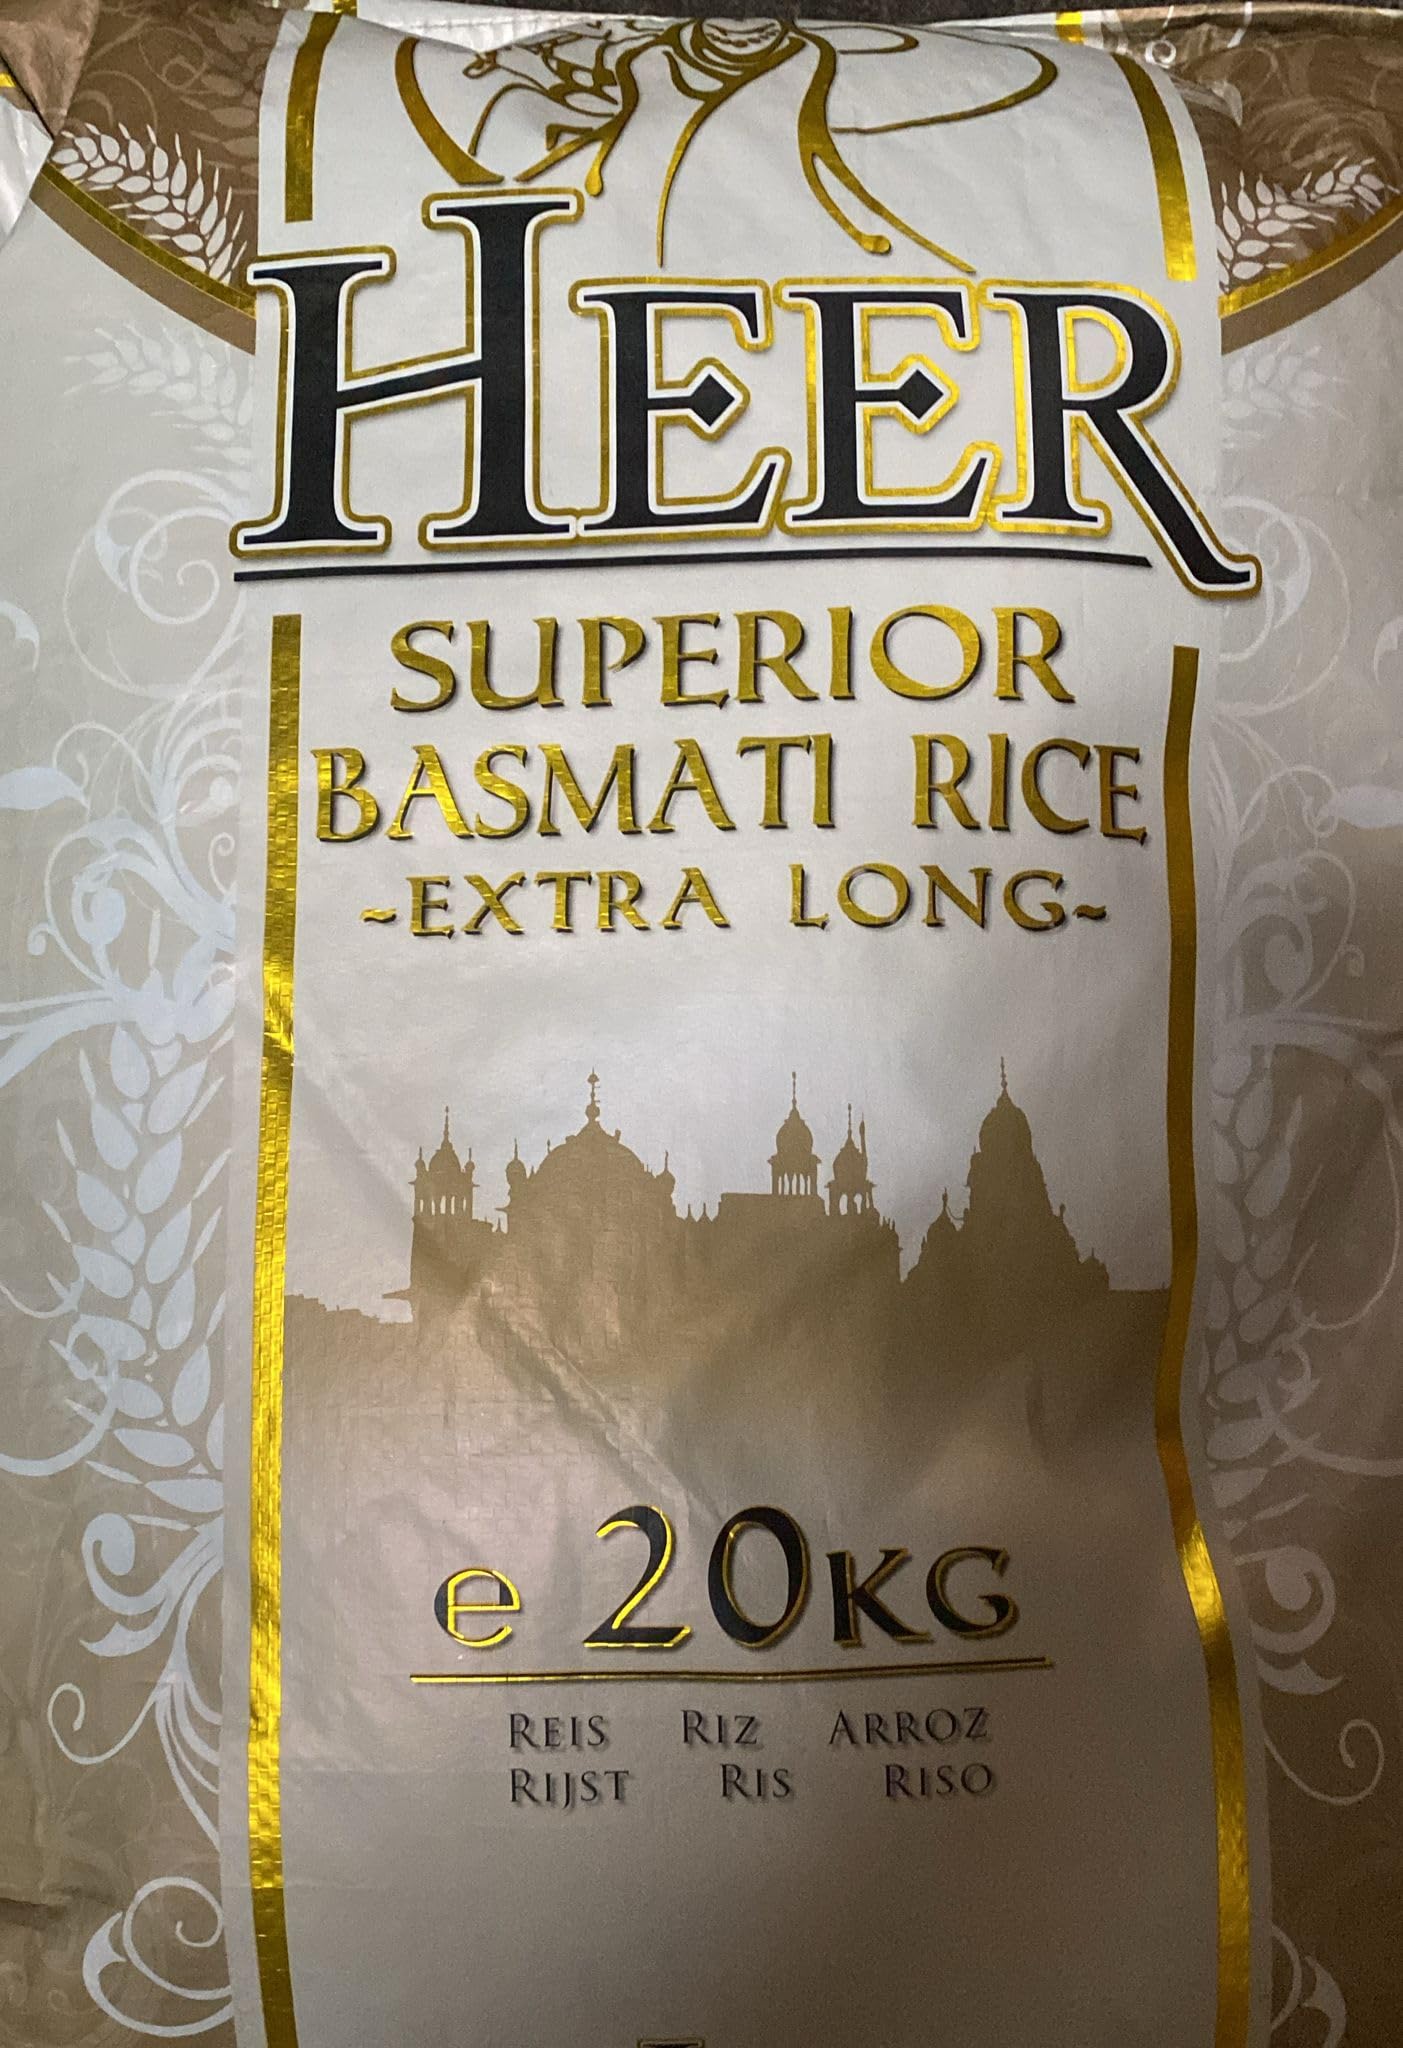 HEER
SUPERIOR
BASMATI RICE
~EXTRA LONG~
e 20KG
REIS RIZ ARROZ
RIJST RIS RISO